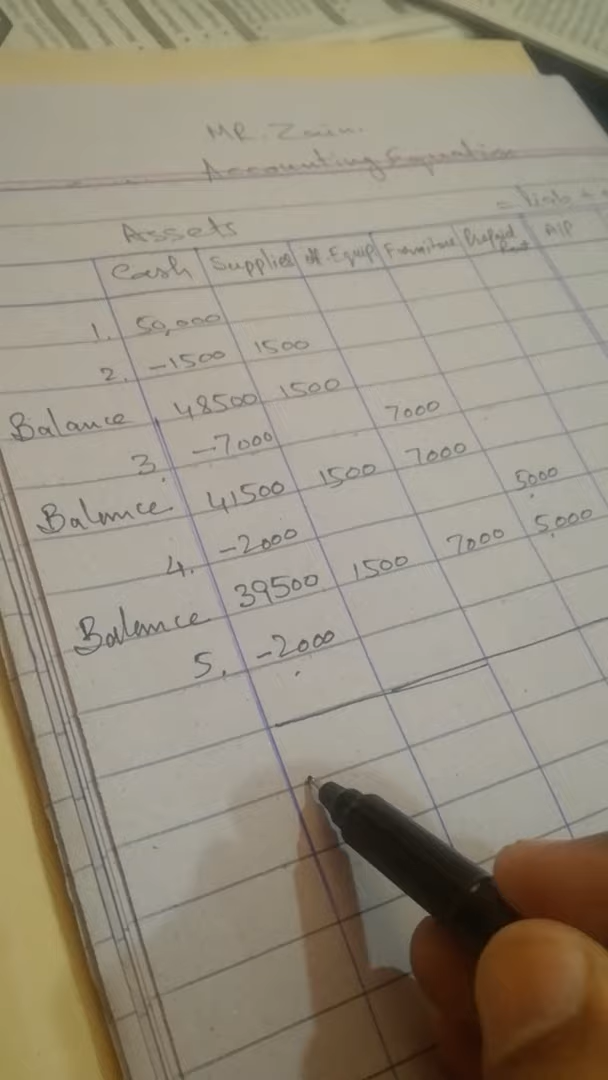 MR. Zain.
Accounting Equation
Assets
Cash Supplies off. Equip Furniture Prepaid Rent A/R
1. 50,000
2. -1500 1500
Balance 48500 1500
3. -7000 7000
Balance 41500 1500 7000
4. -2000 5000
Balance 39500 1500 7000 5,000
5. -2000